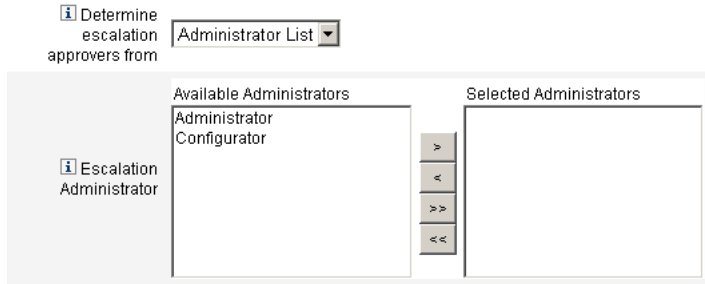 Determine
escalation
approvers from
Administrator List
Available Administrators
Selected Administrators
Administrator
Configurator
>
<
>>
<<
Escalation
Administrator